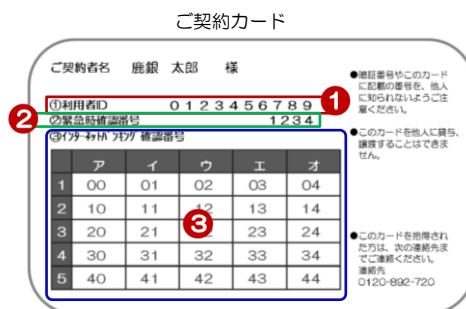 ご契約カード
ご契約者名 鹿銀 太郎 様
①利用者ID 0123456789
1
②緊急時確認番号 1234
2
③インターネットバンキング 確認番号
ア イ ウ エ オ
1 00 01 02 03 04
2 10 11 12 13 14
3 20 21 23 24
3
4 30 31 32 33 34
5 40 41 42 43 44
●暗証番号やこのカード
に記載の番号を、他人
に知られないようご注
意ください。
●このカードを他人に貸与、
譲渡することはできま
せん。
●このカードを拾得され
た方は、次の連絡先ま
でご連絡ください。
連絡先
0120-892-720